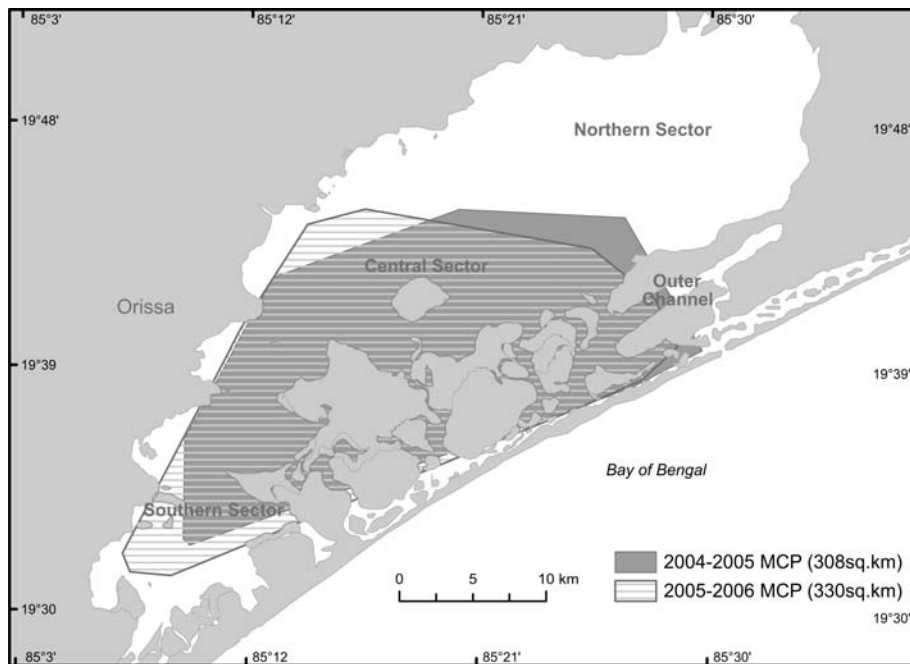 85°3' 85°12' 85°21' 85°30'
19°48' 19°48'
Northern Sector
Central Sector
Outer
Channel
Orissa
19°39 19°39'
Bay of Bengal
Southern Sector
2004-2005 MCP (308sq.km)
0 5 10 km
2005-2006 MCP (330sq.km)
19°30 19°30'
85°3' 85°12 85°21' 85°30'